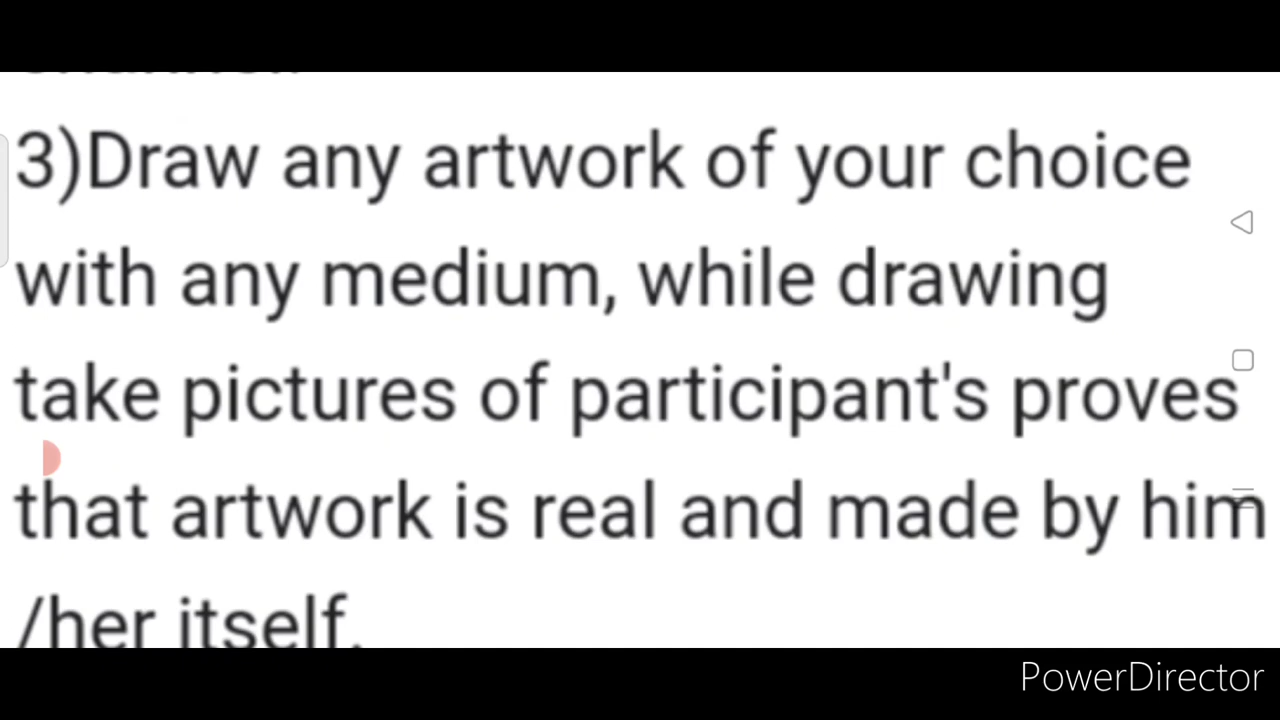 3)Draw any artwork of your choice
with any medium, while drawing
take pictures of participant's proves
that artwork is real and made by him
/her itself.
PowerDirector